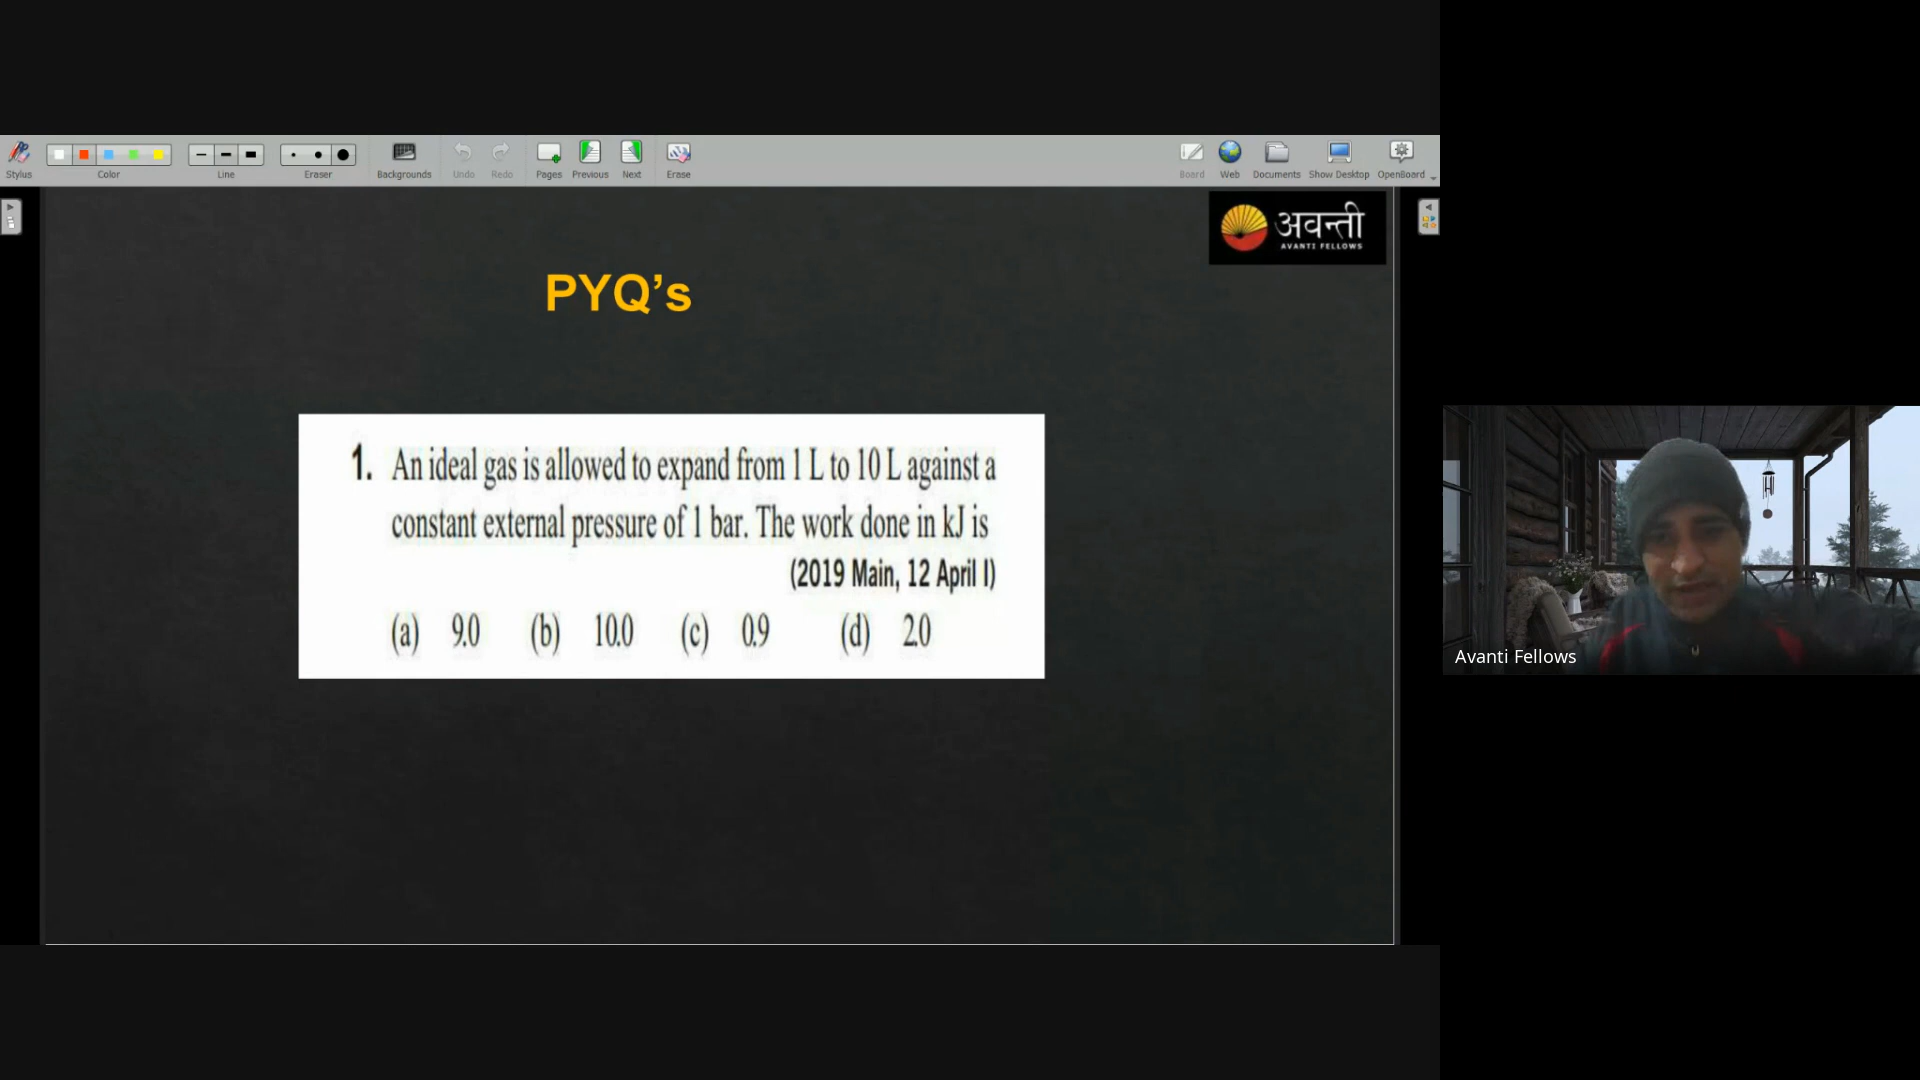 Stylus
Color
Line
Eraser
Backgrounds
Undo
Redo
Pages
Previous
Next
Erase
Board
Web
Documents
Show Desktop
OpenBoard
अवन्ती
AVANTI FELLOWS
PYQ’s
1. An ideal gas is allowed to expand from 1 L to 10 L against a
constant external pressure of 1 bar. The work done in kJ is
(2019 Main, 12 April I)
(a) 9.0 (b) 10.0 (c) 0.9 (d) 2.0
Avanti Fellows